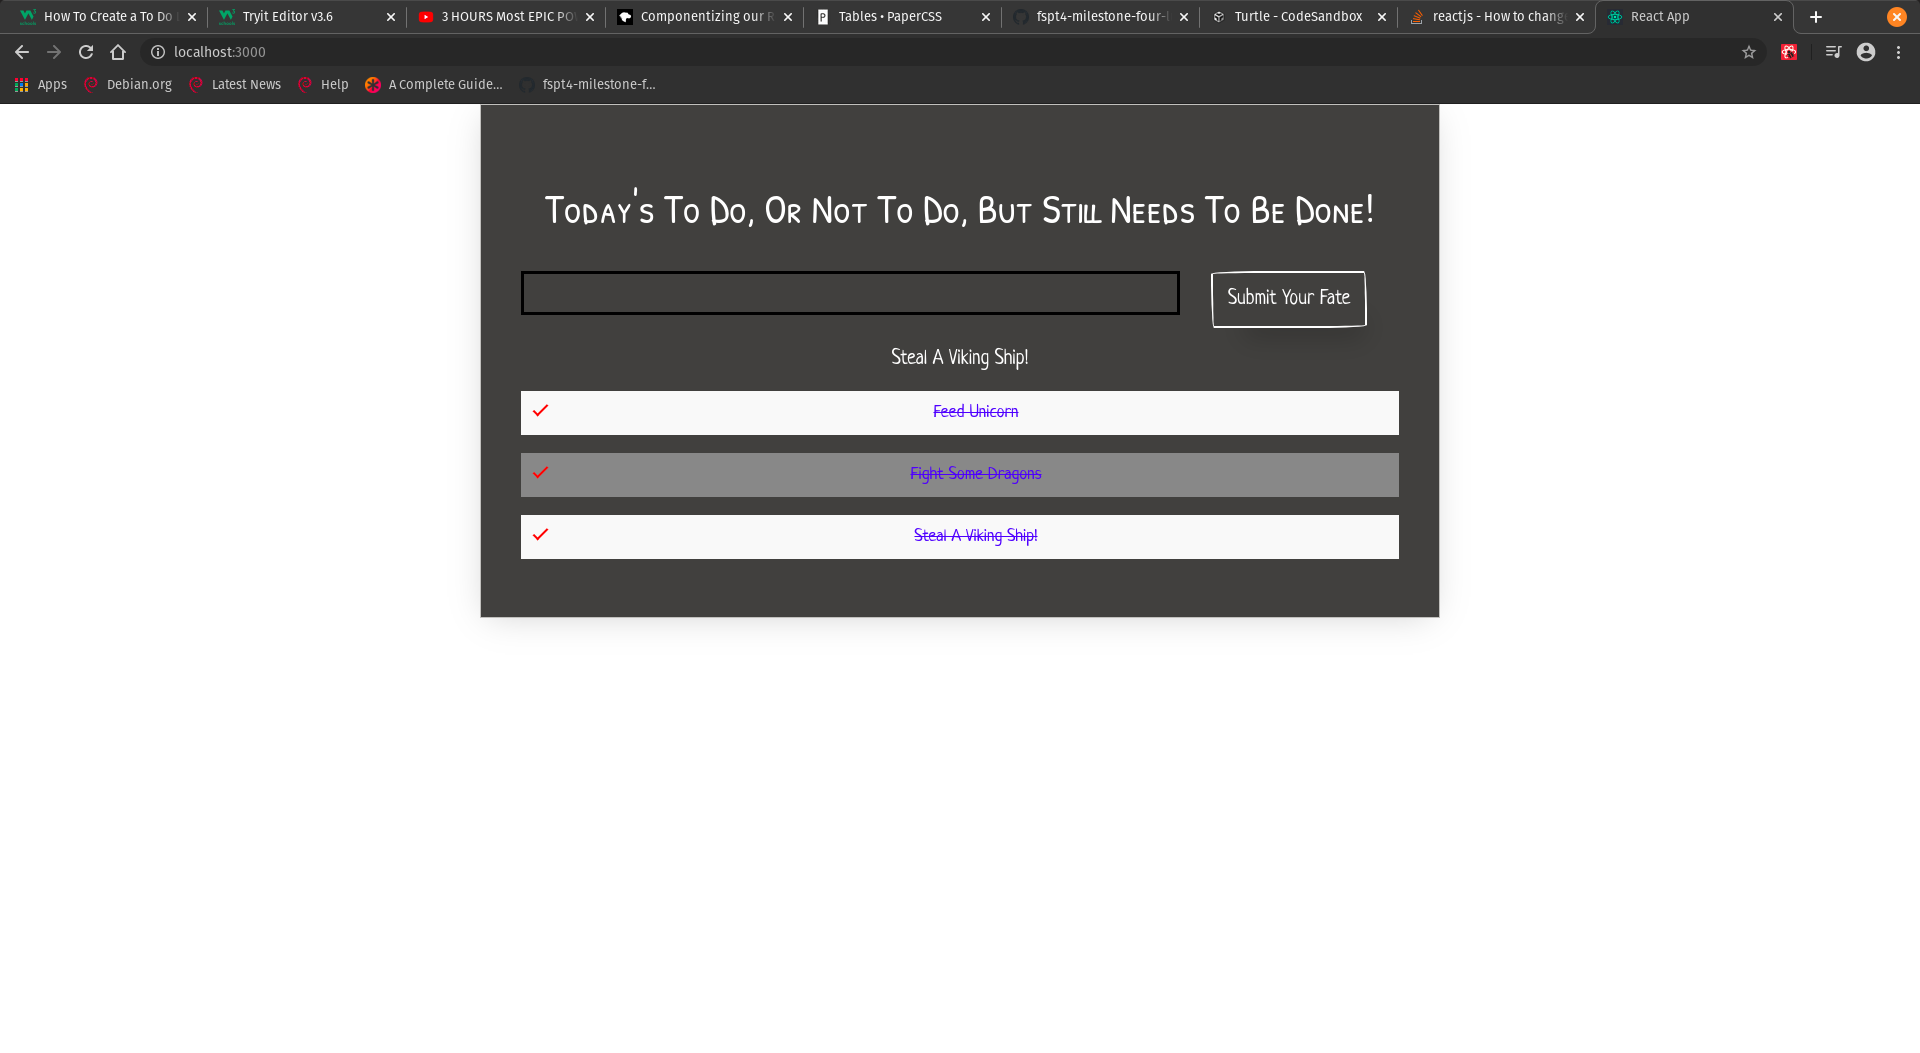 How To Create a To Do
Tryit Editor v3.6
3 HOURS Most EPIC PO
Componentizing our R
Tables • PaperCSS
fspt4-milestone-four-
Turtle - CodeSandbox
reactjs - How to chang
React App
localhost:3000
Apps
Debian.org
Latest News
Help
A Complete Guide...
fspt4-milestone-f...
Today's To Do, Or Not To Do, But Still Needs To Be Done!
Submit Your Fate
Steal A Viking Ship!
Feed Unicorn
Fight Some Dragons
Steal A Viking Ship!